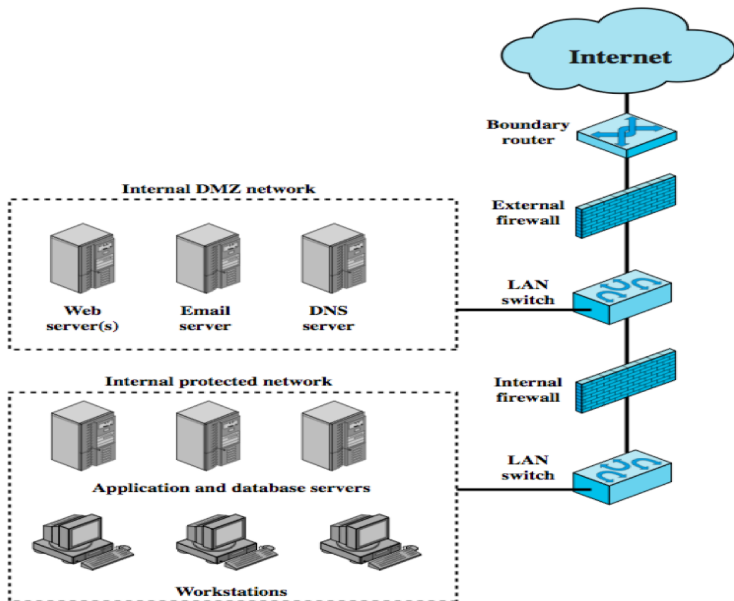 Internet
Boundary
router
Internal DMZ network
External
firewall
Web
server(s)
Email
server
DNS
server
LAN
switch
Internal protected network
Internal
firewall
Application and database servers
LAN
switch
Workstations